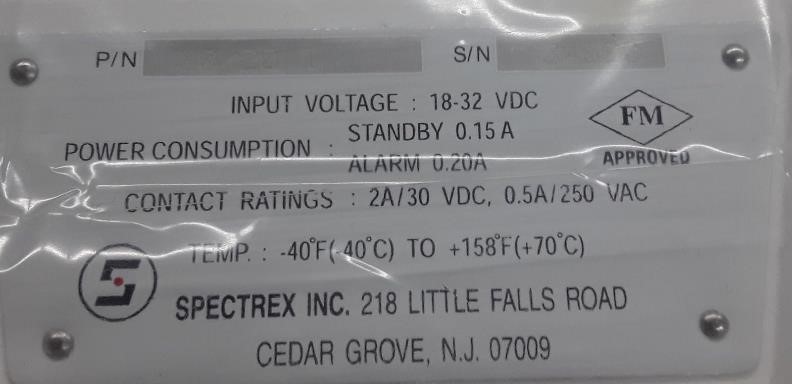 P/N S/N
INPUT VOLTAGE : 18-32 VDC
FM
POWER CONSUMPTION : STANDBY 0.15 A
ALARM 0.20A
APPROVED
CONTACT RATINGS : 2A/30 VDC, 0.5A/250 VAC
TEMP. : -40°F(-40°C) TO +158°F(+70°C)
SPECTREX INC. 218 LITTLE FALLS ROAD
CEDAR GROVE, N.J. 07009